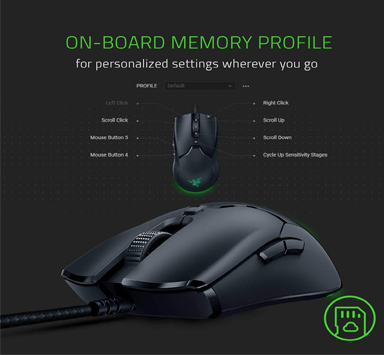 ON-BOARD MEMORY PROFILE
for personalized settings wherever you go
PROFILE Default
Left Click
Right Click
Scroll Click
Scroll Up
Mouse Button 5
Scroll Down
Mouse Button 4
Cycle Up Sensitivity Stages